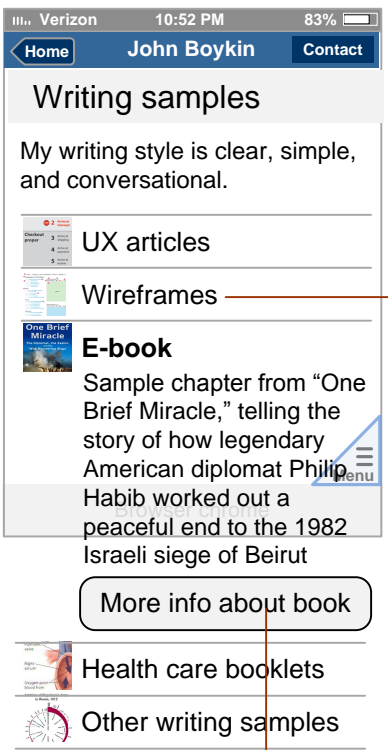 Verizon 10:52 PM 83%
Home John Boykin Contact
Writing samples
My writing style is clear, simple,
and conversational.
UX articles
Wireframes
One Brief
Miracle
E-book
Sample chapter from “One
Brief Miracle,” telling the
story of how legendary
American diplomat Philip
Menu
Habib worked out a
Browser chrome
peaceful end to the 1982
Israeli siege of Beirut
More info about book
Health care booklets
Other writing samples